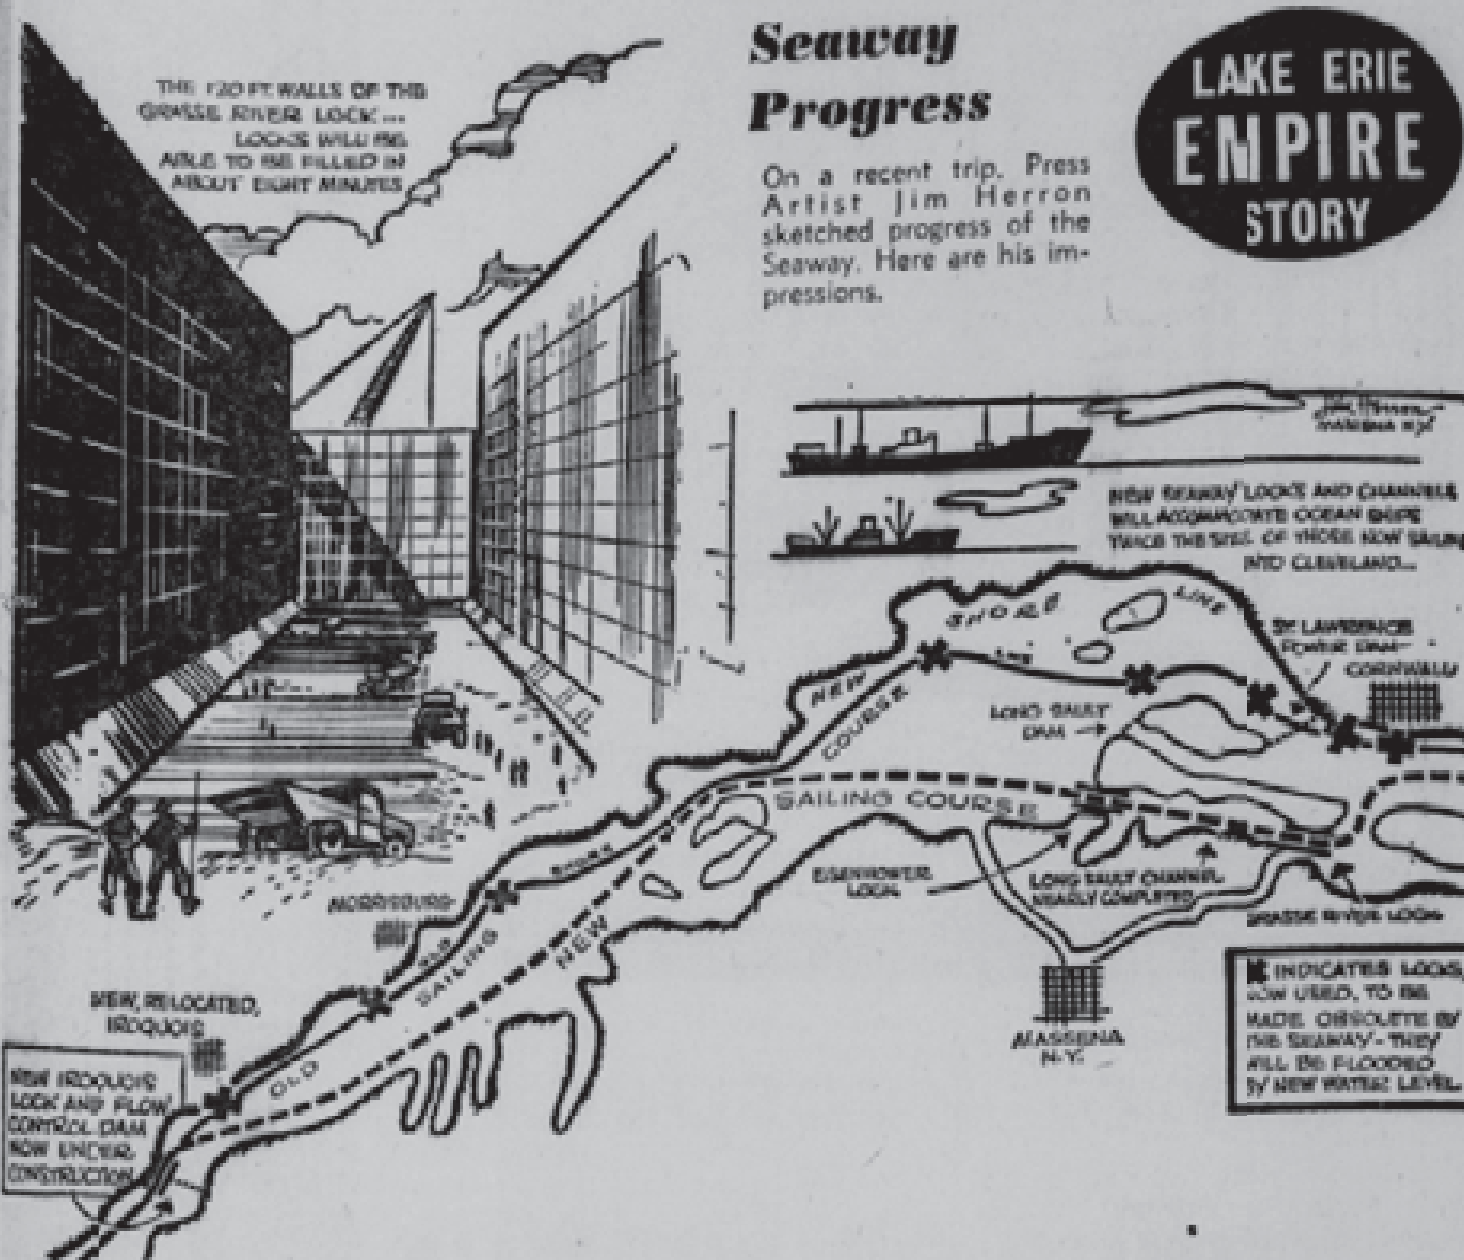 THE 120 FT. WALLS OF THE
GRASSE RIVER LOCK...
LOCKS WILL BE
ABLE TO BE FILLED IN
ABOUT EIGHT MINUTES
Seaway
Progress
On a recent trip, Press
Artist Jim Herron
sketched progress of the
Seaway. Here are his im-
pressions.
LAKE ERIE
EMPIRE
STORY
Jim Herron
MASSENA N.Y.
NEW SEAWAY LOCKS AND CHANNELS
WILL ACCOMMODATE OCEAN SHIPS
TWICE THE SIZE OF THOSE NOW SAILING
INTO CLEVELAND...
SHORE LINE
NEW
ST. LAWRENCE
POWER DAM
CORNWALL
COURSE
LONG SAULT
DAM
SAILING COURSE
EISENHOWER
LOCK
LONG SAULT CHANNEL
NEARLY COMPLETED
GRASSE RIVER LOCK
MORRISBURG
OLD
SAILING
NEW
NEW, RELOCATED,
IROQUOIS
OLD
MASSENA
N.Y.
NEW IROQUOIS
LOCK AND FLOW
CONTROL DAM
NOW UNDER
CONSTRUCTION
INDICATES LOCKS,
NOW USED, TO BE
MADE OBSOLETE BY
THE SEAWAY - THEY
WILL BE FLOODED
BY NEW WATER LEVEL